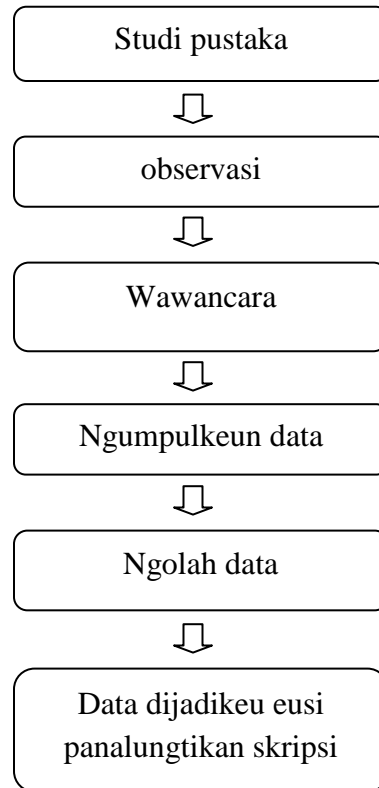 Studi pustaka
observasi
Wawancara
Ngumpulkeun data
Ngolah data
Data dijadikeu eusi
panalungtikan skripsi